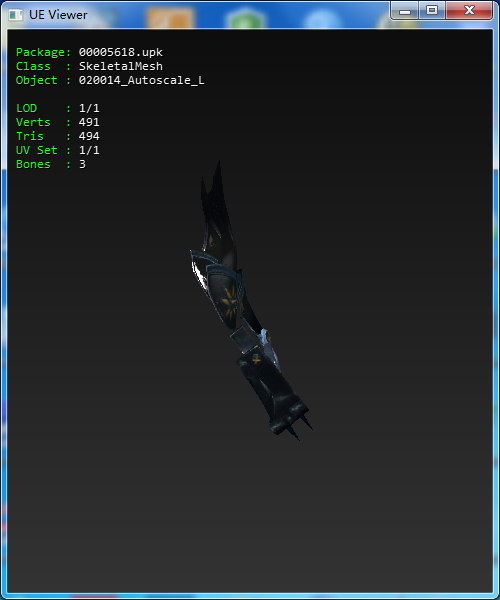 UE Viewer
Package: 00005618.upk
Class : SkeletalMesh
Object : 020014_Autoscale_L
LOD : 1/1
Verts : 491
Tris : 494
UV Set : 1/1
Bones : 3